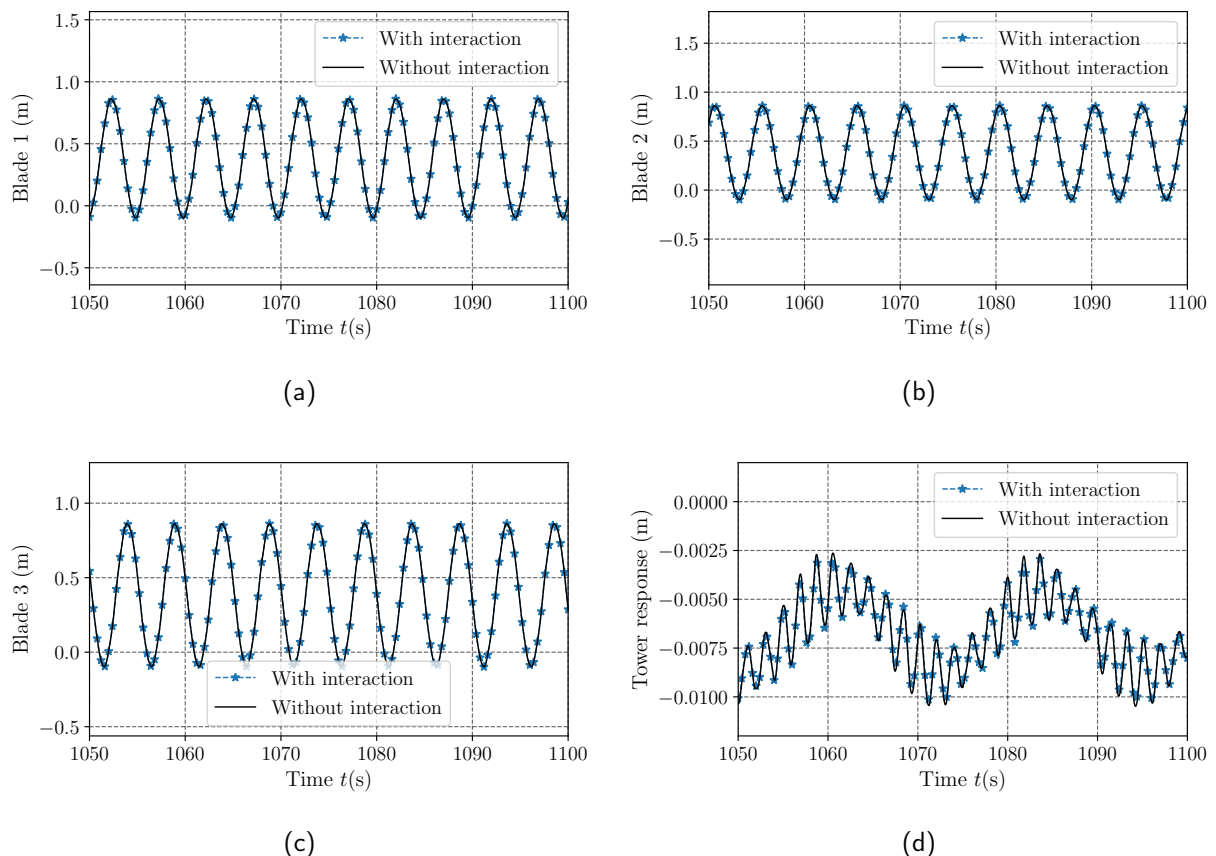 1.5
1.0
0.5
0.0
−0.5
Blade 1 (m)
With interaction
Without interaction
1050 1060 1070 1080 1090 1100
Time t(s)
(a)
1.5
1.0
0.5
0.0
−0.5
Blade 2 (m)
With interaction
Without interaction
1050 1060 1070 1080 1090 1100
Time t(s)
(b)
1.0
0.5
0.0
−0.5
Blade 3 (m)
With interaction
Without interaction
1050 1060 1070 1080 1090 1100
Time t(s)
(c)
0.0000
−0.0025
−0.0050
−0.0075
−0.0100
Tower response (m)
With interaction
Without interaction
1050 1060 1070 1080 1090 1100
Time t(s)
(d)